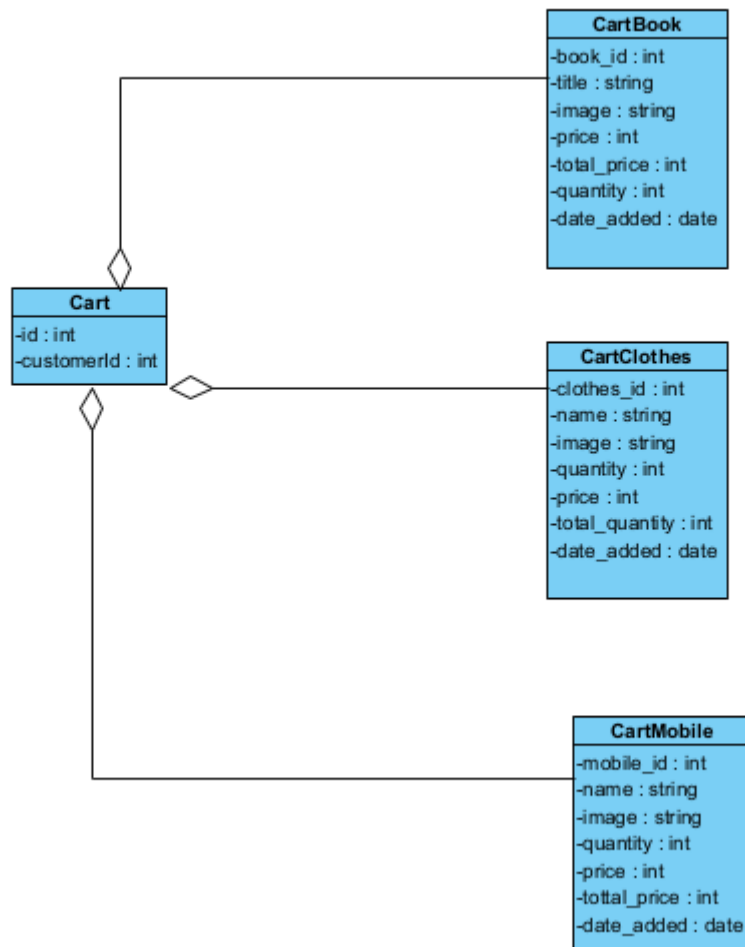 CartBook
-book_id : int
-title : string
-image : string
-price : int
-total_price : int
-quantity : int
-date_added : date
Cart
-id : int
-customerId : int
CartClothes
-clothes_id : int
-name : string
-image : string
-quantity : int
-price : int
-total_quantity : int
-date_added : date
CartMobile
-mobile_id : int
-name : string
-image : string
-quantity : int
-price : int
-tottal_price : int
-date_added : date